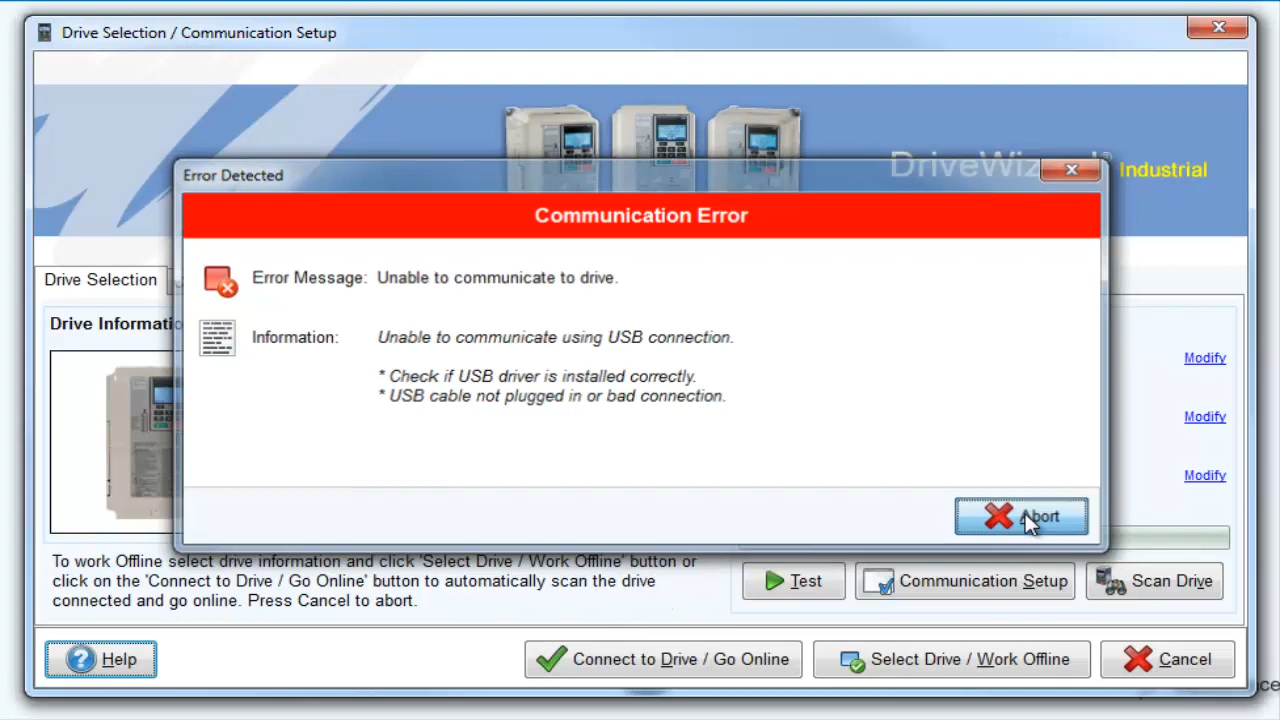 Drive Selection / Communication Setup
Industrial
Error Detected
Communication Error
Error Message: Unable to communicate to drive.
Information: Unable to communicate using USB connection.
* Check if USB driver is installed correctly.
* USB cable not plugged in or bad connection.
Abort
Drive Selection
Drive Informati
Modify
Modify
Modify
To work Offline select drive information and click 'Select Drive / Work Offline' button or
click on the 'Connect to Drive / Go Online' button to automatically scan the drive
connected and go online. Press Cancel to abort.
Test Communication Setup Scan Drive
Help Connect to Drive / Go Online Select Drive / Work Offline Cancel